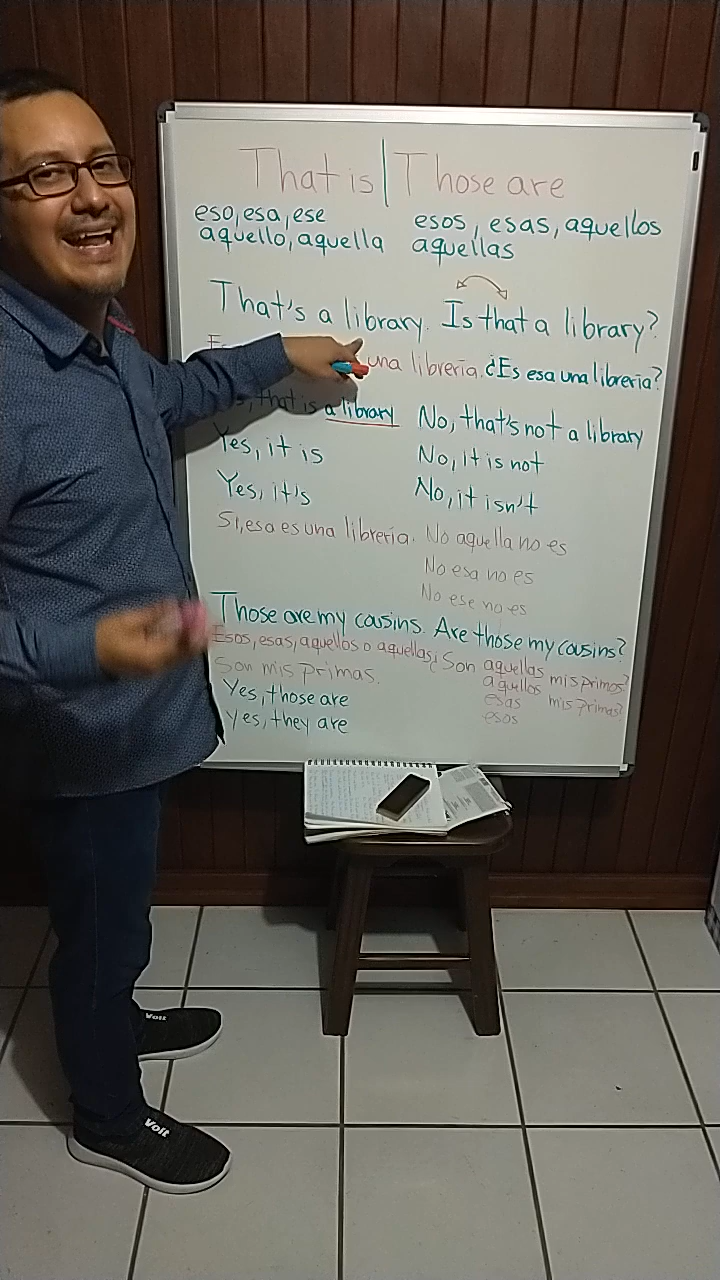 That is | Those are
eso, esa, ese
aquello, aquella
esos, esas, aquellos
aquellas
That's a library. Is that a library?
una librería. ¿Es esa una librería?
that is a library No, that's not a library
Yes, it is No, it is not
Yes, it's No, it isn't
Si, esa es una librería. No aquella no es
No esa no es
No ese no es
Those are my cousins. Are those my cousins?
Esos, esas, aquellos o aquellas ¿Son aquellas mis primos?
Son mis primas. aquellos
Yes, those are esas mis primas?
Yes, they are esos
Voit
Voit